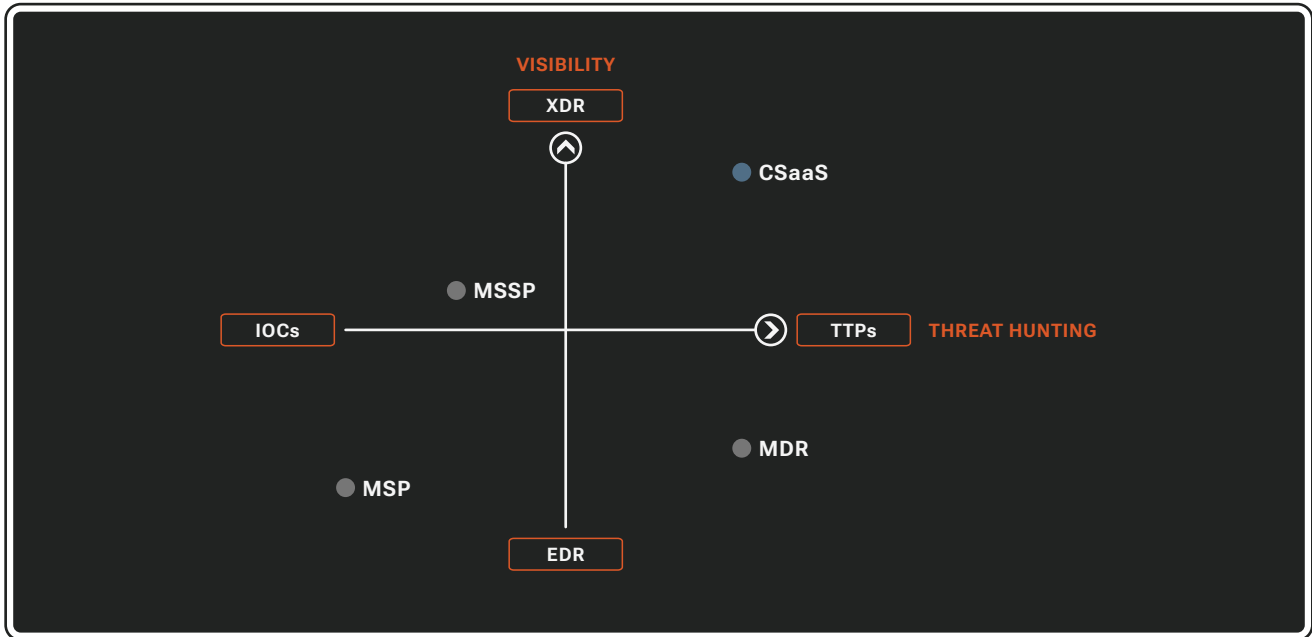 VISIBILITY
XDR
CSaaS
MSSP
IOCs
TTPs
THREAT HUNTING
MDR
MSP
EDR